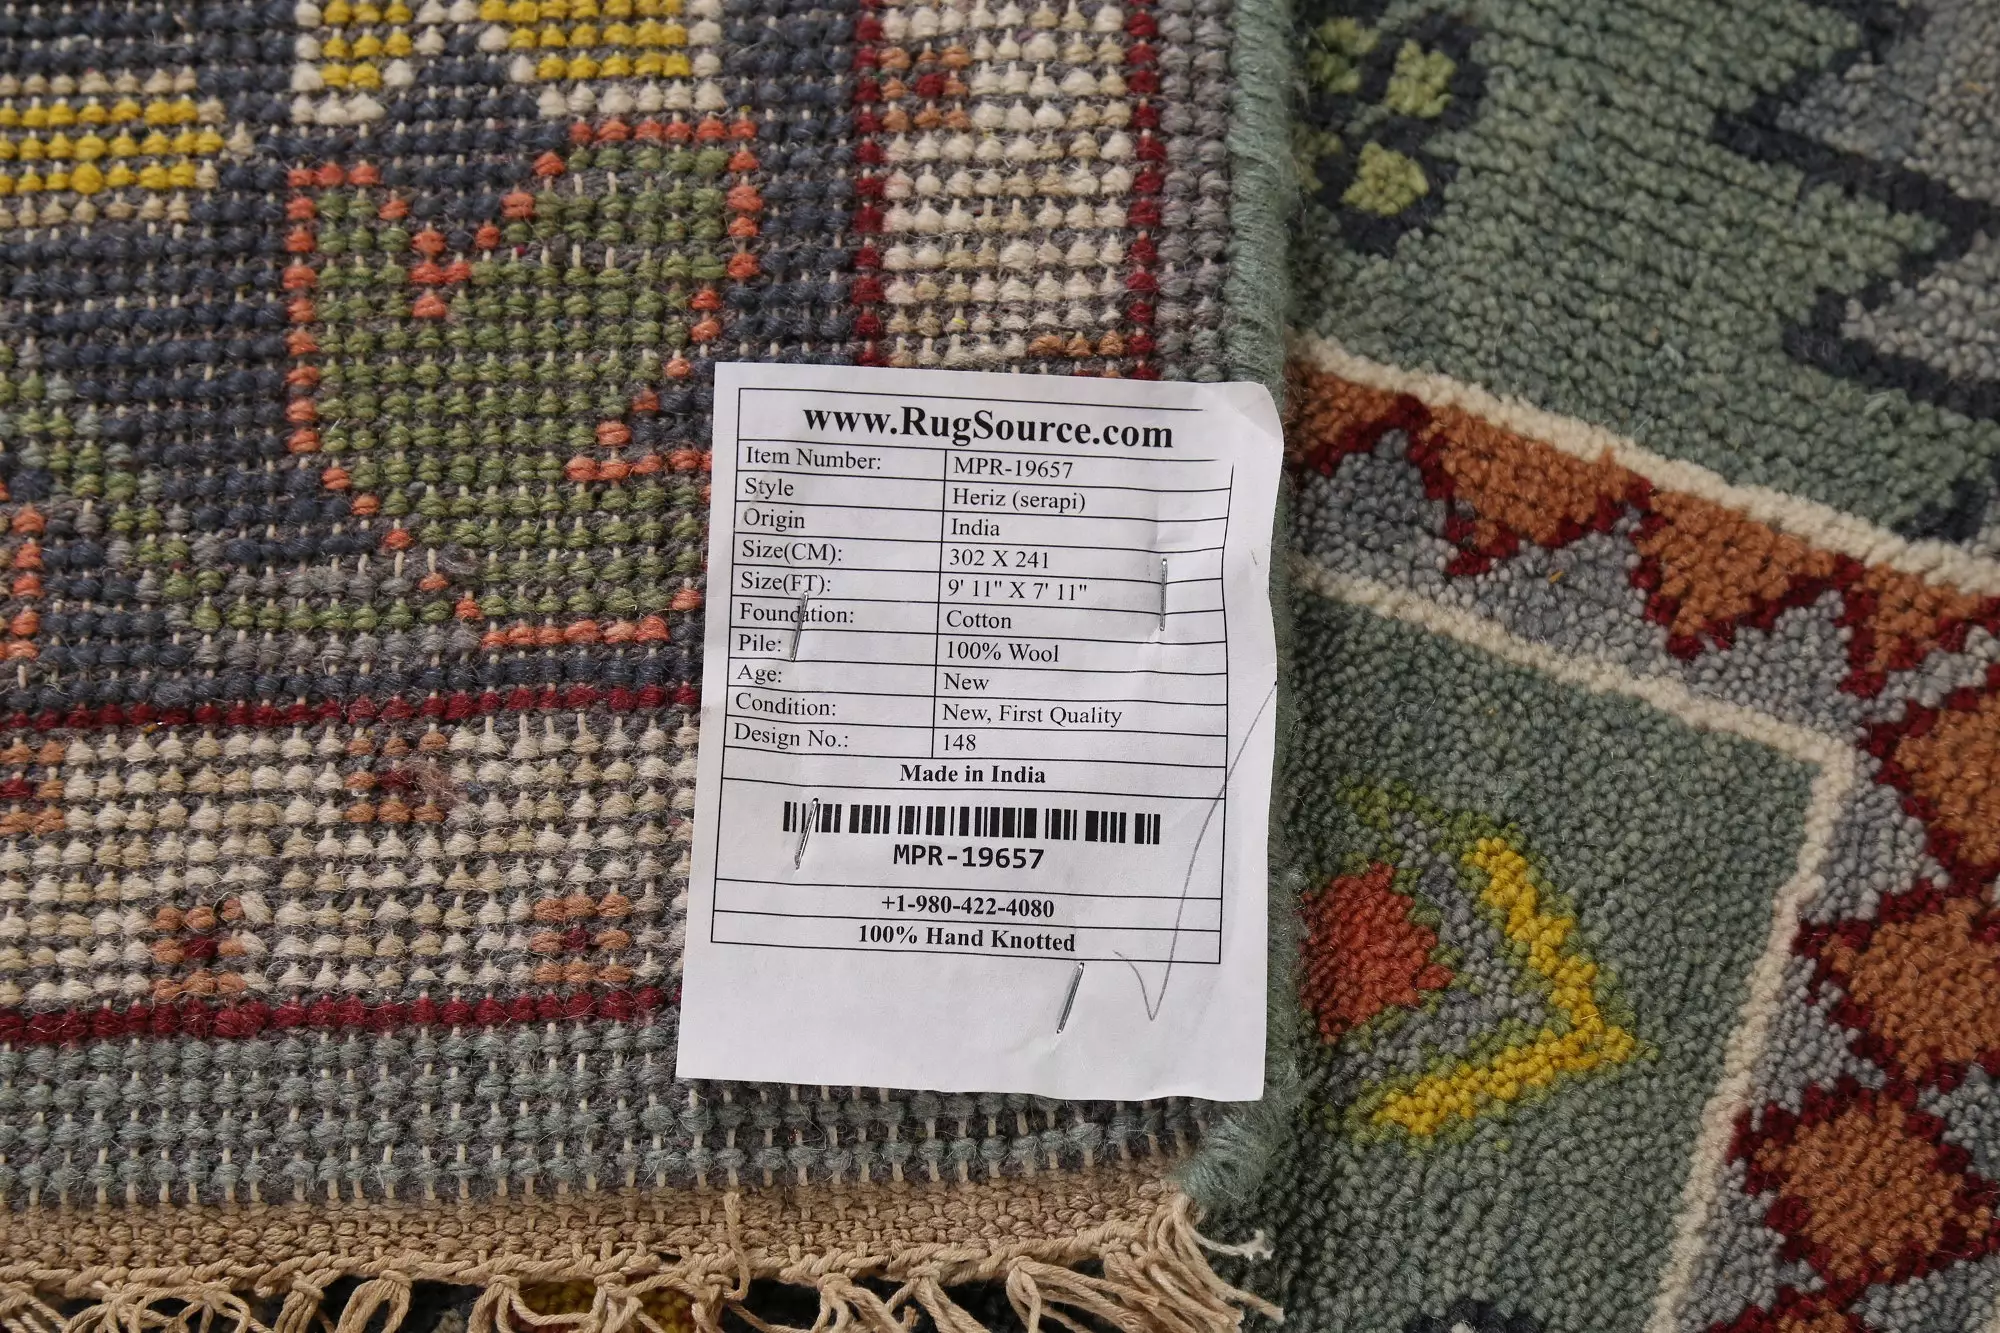 www.RugSource.com
Item Number: MPR-19657
Style Heriz (serapi)
Origin India
Size(CM): 302 X 241
Size(FT): 9' 11" X 7' 11"
Foundation: Cotton
Pile: 100% Wool
Age: New
Condition: New, First Quality
Design No.: 148
Made in India
MPR-19657
+1-980-422-4080
100% Hand Knotted